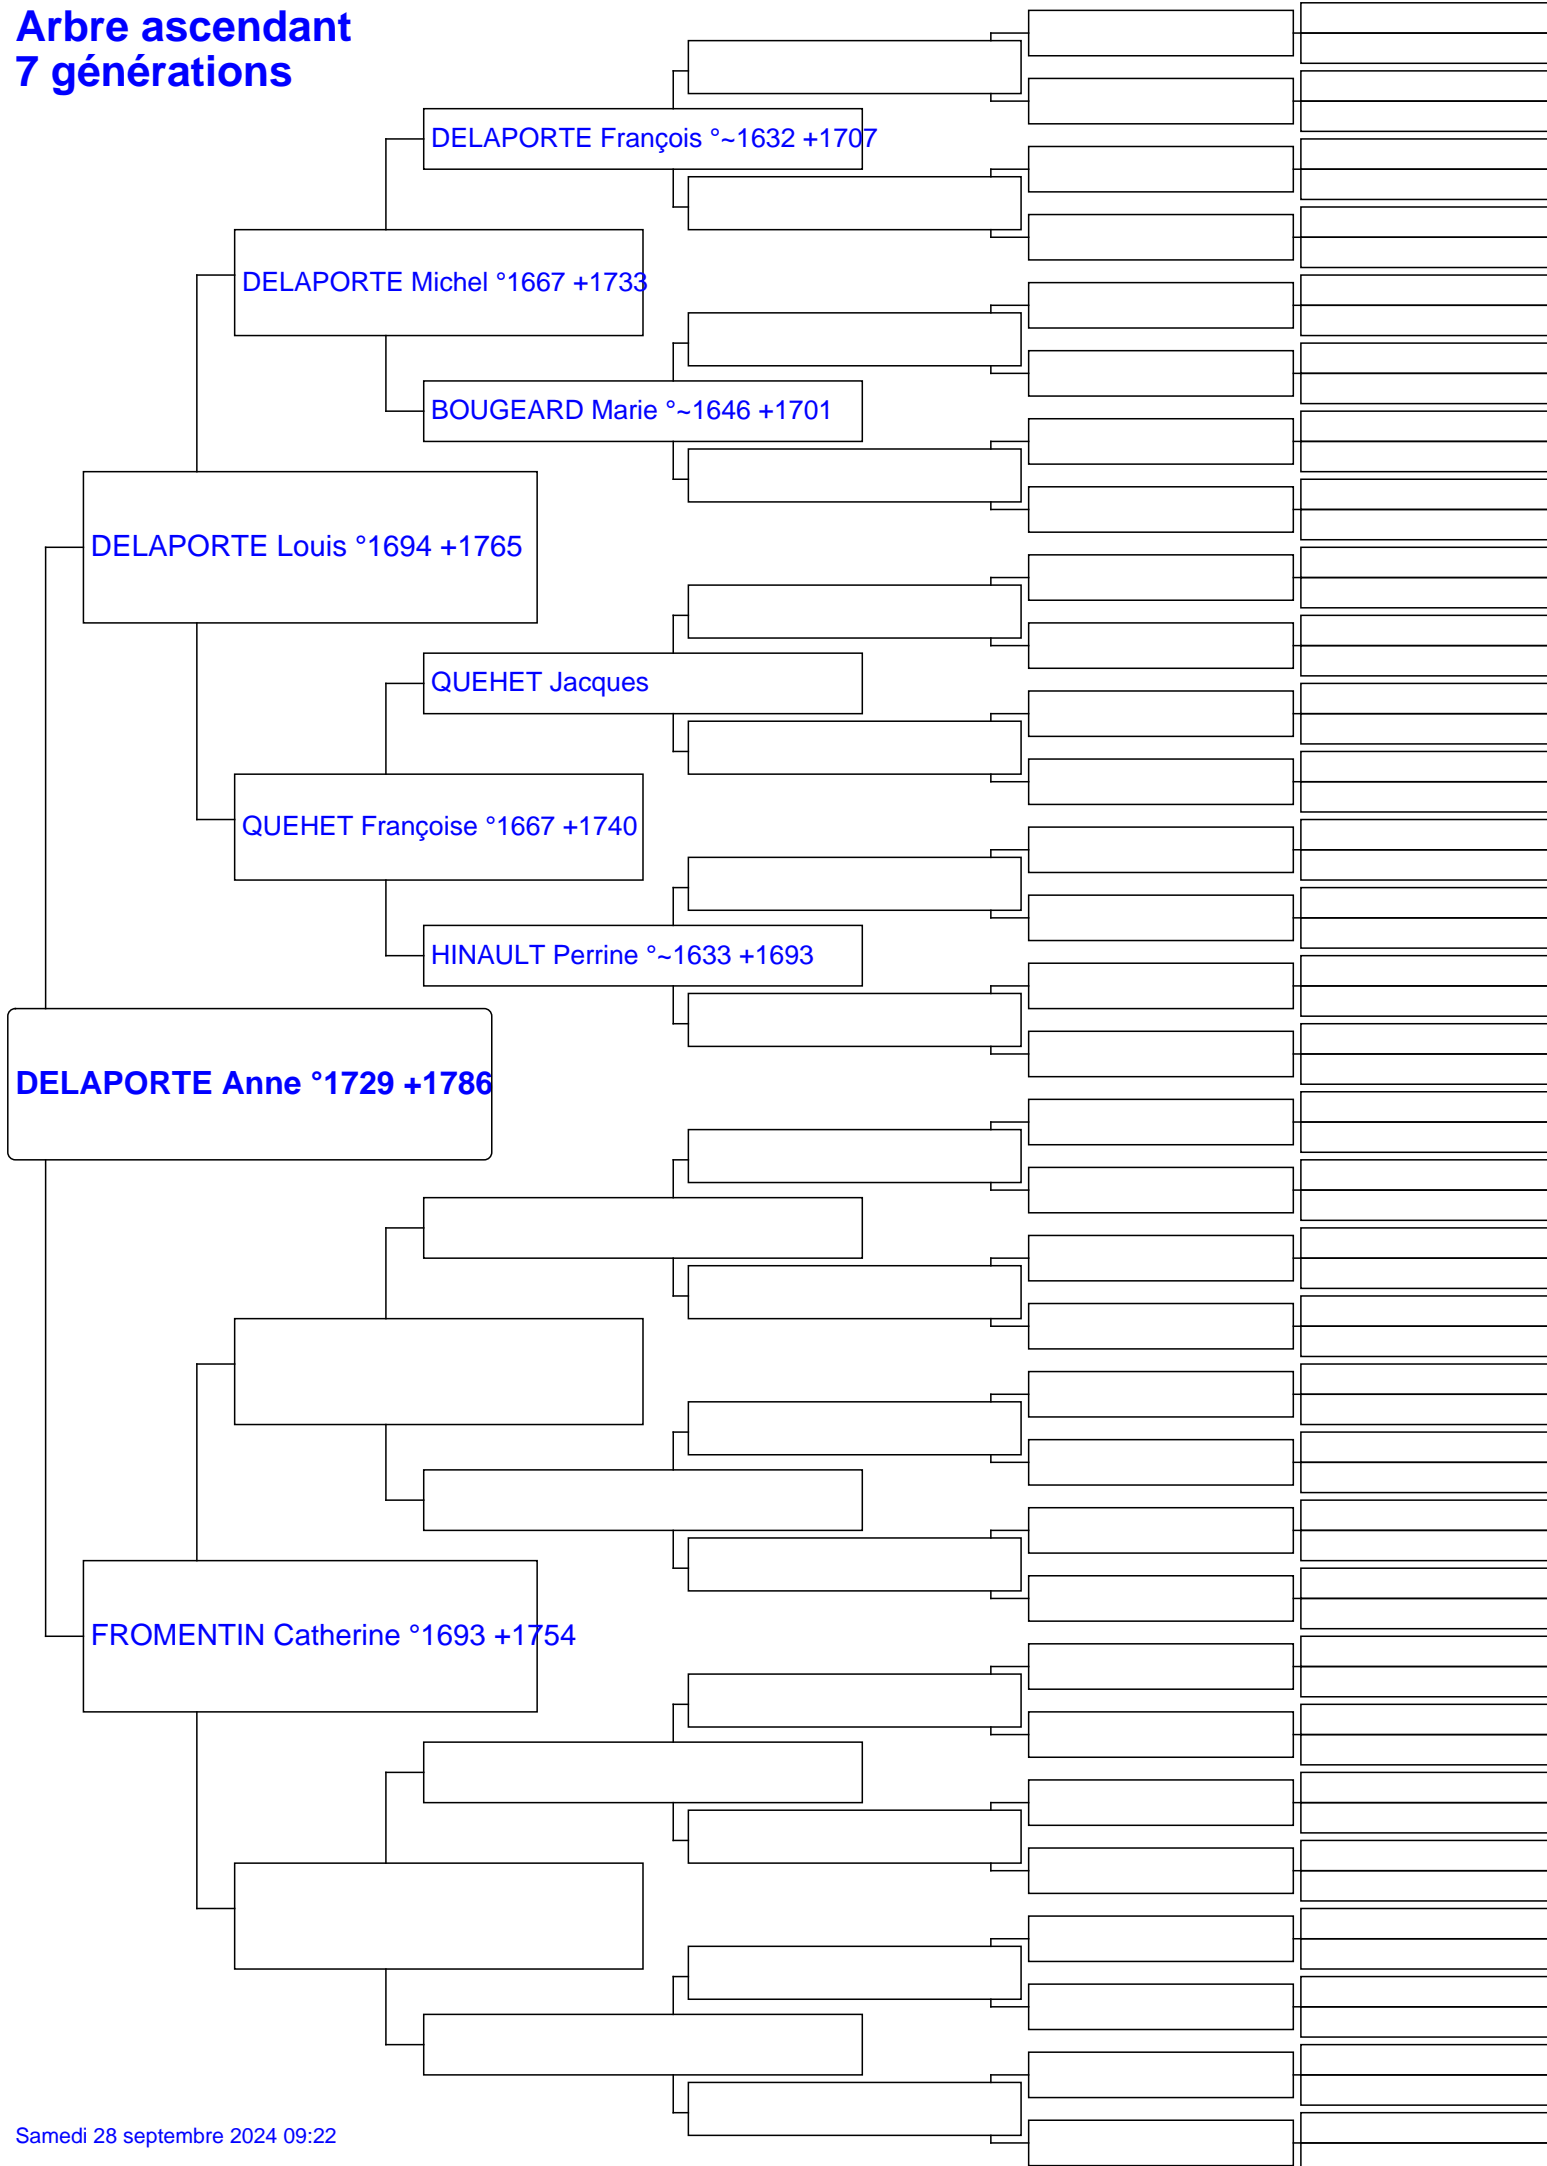 Arbre ascendant
7 générations
DELAPORTE François °~1632 +1707
DELAPORTE Michel °1667 +1733
BOUGEARD Marie °~1646 +1701
DELAPORTE Louis °1694 +1765
QUEHET Jacques
QUEHET Françoise °1667 +1740
HINAULT Perrine °~1633 +1693
DELAPORTE Anne °1729 +1786
FROMENTIN Catherine °1693 +1754
Samedi 28 septembre 2024 09:22